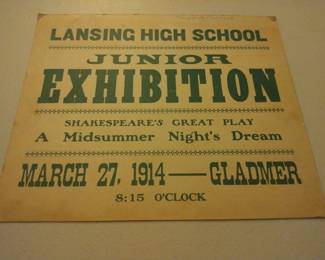 LANSING HIGH SCHOOL
JUNIOR
EXHIBITION
SHAKESPEARE'S GREAT PLAY
A Midsummer Night's Dream
MARCH 27, 1914 — GLADMER
8:15 O'CLOCK